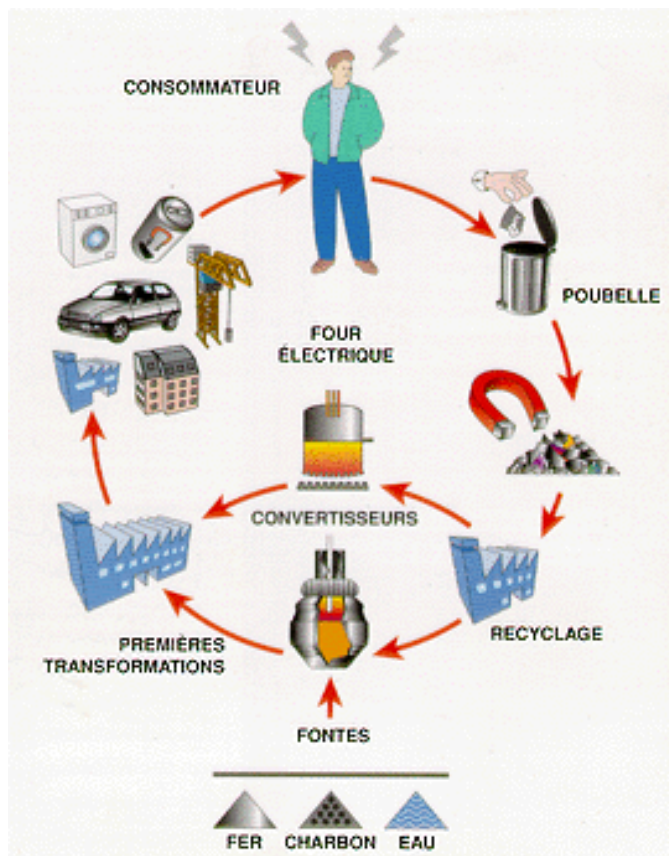 CONSOMMATEUR
POUBELLE
FOUR
ÉLECTRIQUE
CONVERTISSEURS
RECYCLAGE
PREMIÈRES
TRANSFORMATIONS
FONTES
FER CHARBON EAU